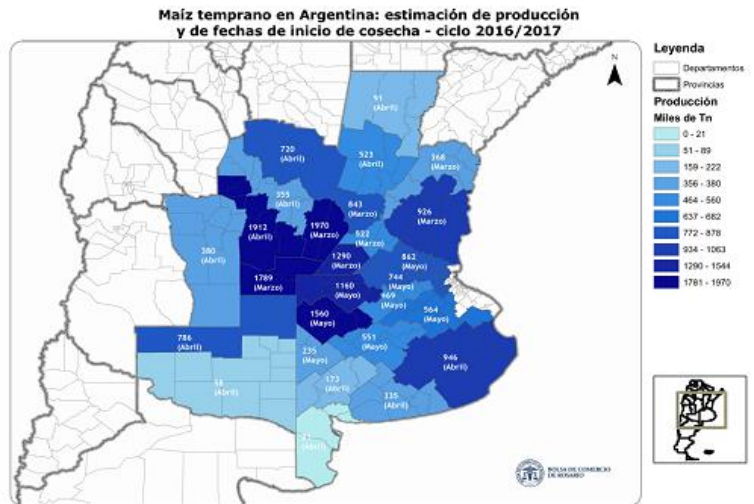 Maíz temprano en Argentina: estimación de producción
y de fechas de inicio de cosecha - ciclo 2016/2017
N
Leyenda
Departamentos
Provincias
Producción
Miles de Tn
0 - 21
51 - 89
159 - 222
356 - 380
464 - 560
637 - 682
772 - 878
934 - 1063
1290 - 1544
1781 - 1970
91
(Abril)
720
(Abril)
523
(Abril)
368
(Marzo)
355
(Abril)
843
(Marzo)
926
(Marzo)
1912
(Abril)
1970
(Marzo)
522
(Marzo)
380
(Abril)
1290
(Marzo)
862
(Mayo)
1789
(Marzo)
744
(Mayo)
1160
(Mayo)
969
(Mayo)
1560
(Mayo)
564
(Mayo)
786
(Abril)
551
(Mayo)
235
(Mayo)
946
(Abril)
58
(Abril)
173
(Abril)
335
(Abril)
(Abril)
BOLSA DE COMERCIO
DE ROSARIO